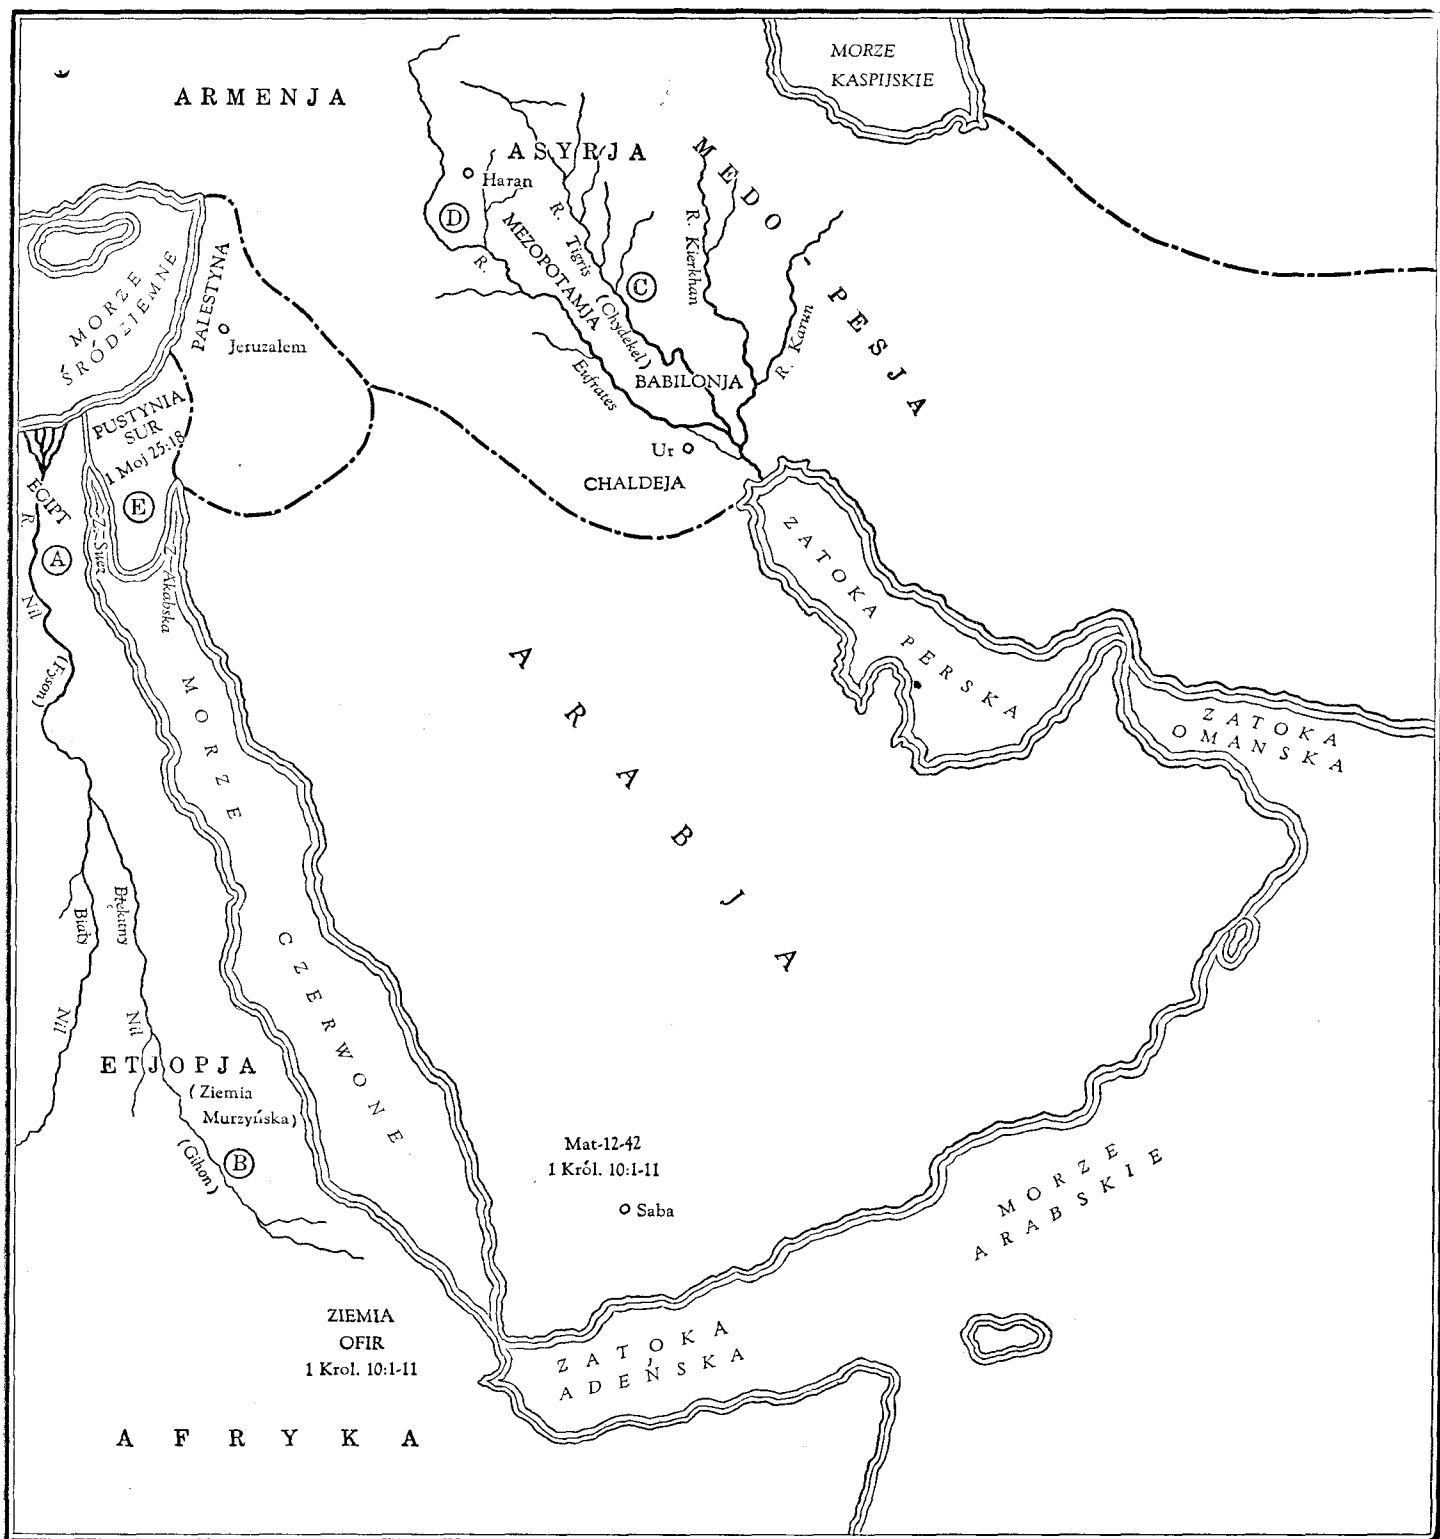 MORZE
KASPIJSKIE
ARMENJA
ASYRJA
MEDO PESJA
Haran
D
R. Tigris (Chydekel)
MEZOPOTAMJA
C
R. Kierkhan
R. Karun
R. Eufrates
BABILONJA
Ur
CHALDEJA
MORZE
ŚRÓDZIEMNE
PALESTYNA
Jeruzalem
PUSTYNIA
SUR
1 Moj 25:18
E
EGIPT
A
R. Nil (Fyson)
Z-Suez
Z-Akabska
ZATOKA PERSKA
ZATOKA
OMANSKA
ARABJA
MORZE CZERWONE
Biały Nil
Błękitny Nil
ETJOPJA
(Ziemia
Murzyńska)
(Gihon)
B
Mat-12-42
1 Król. 10:1-11
Saba
MORZE
ARABSKIE
ZIEMIA
OFIR
1 Krol. 10:1-11
ZATOKA
ADEŃSKA
AFRYKA